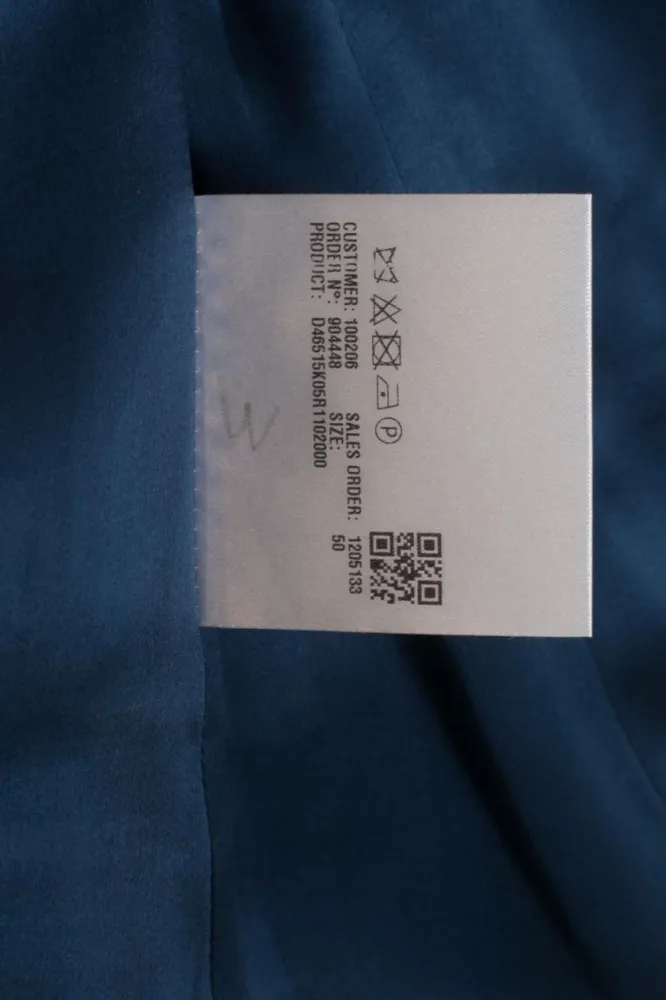 P
CUSTOMER: 100206 SALES ORDER: 1205133
ORDER Nº: 904448 SIZE: 50
PRODUCT: D46515K05R1102000